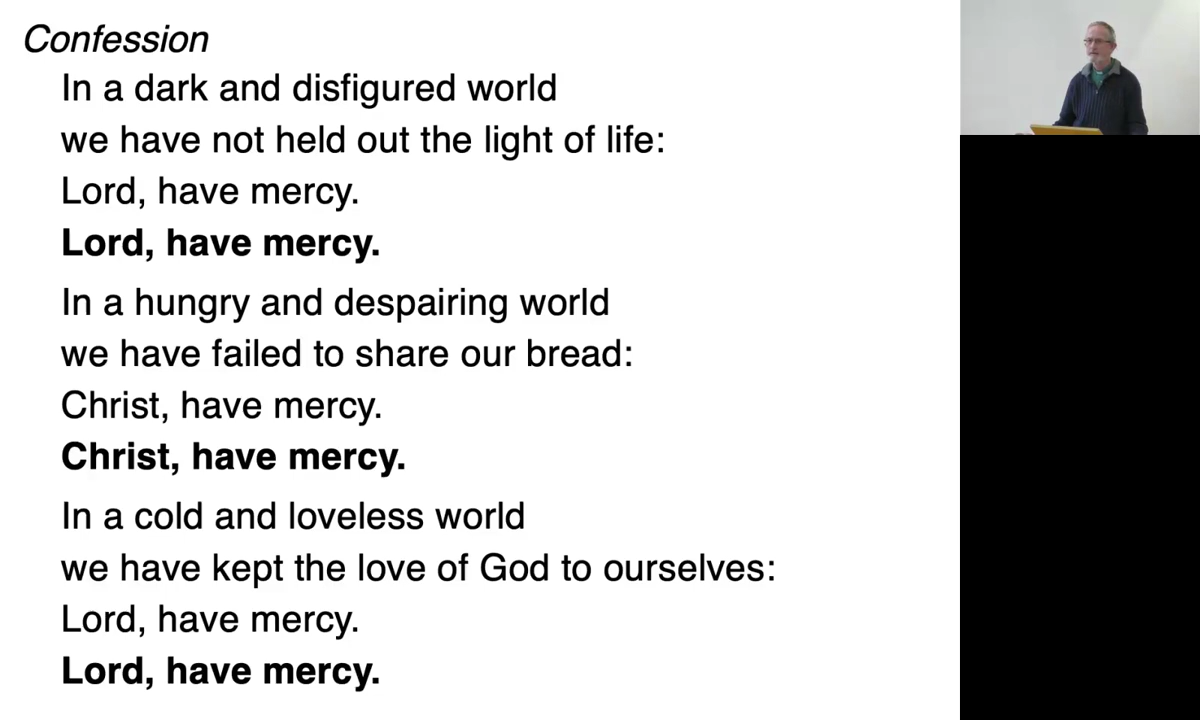 Confession
In a dark and disfigured world
we have not held out the light of life:
Lord, have mercy.
Lord, have mercy.
In a hungry and despairing world
we have failed to share our bread:
Christ, have mercy.
Christ, have mercy.
In a cold and loveless world
we have kept the love of God to ourselves:
Lord, have mercy.
Lord, have mercy.